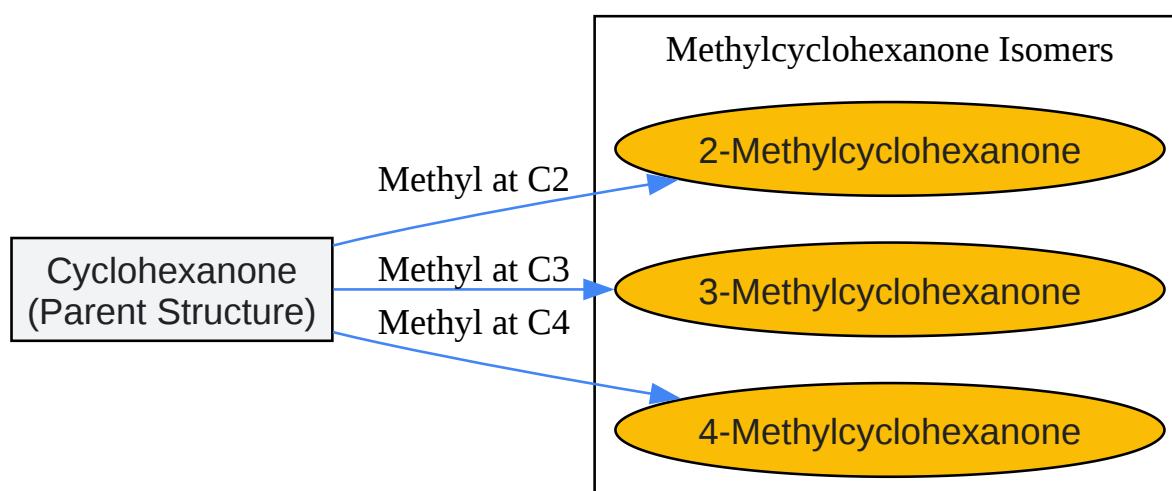 Methylcyclohexanone Isomers
2-Methylcyclohexanone
Methyl at C2
Cyclohexanone
(Parent Structure)
Methyl at C3
3-Methylcyclohexanone
Methyl at C4
4-Methylcyclohexanone